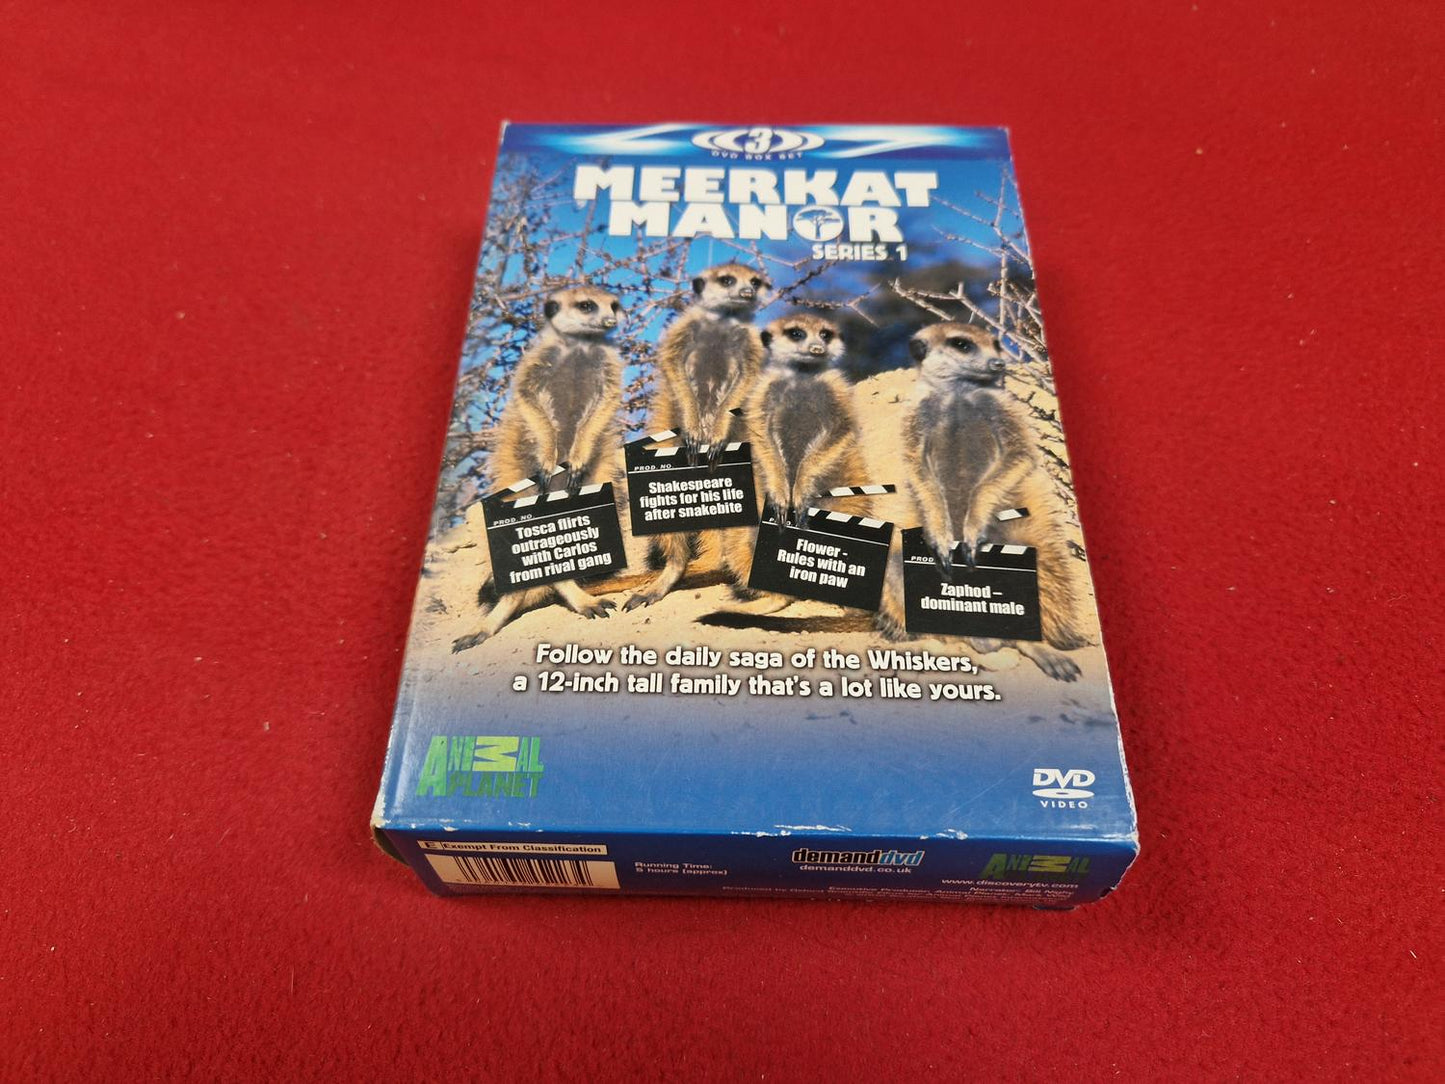 3
DVD BOX SET
MEERKAT
MANOR
SERIES 1
PROD NO.
Tosca flirts
outrageously
with Carlos
from rival gang
PROD NO.
Shakespeare
fights for his life
after snakebite
Flower -
Rules with an
iron paw
PROD
Zaphod –
dominant male
Follow the daily saga of the Whiskers,
a 12-inch tall family that's a lot like yours.
ANIMAL
PLANET
DVD
VIDEO
E Exempt From Classification
Running Time:
5 hours (approx)
demanddvd
demanddvd.co.uk
ANIMAL
www.discoverytv.com
Narrator: Bill Nighy